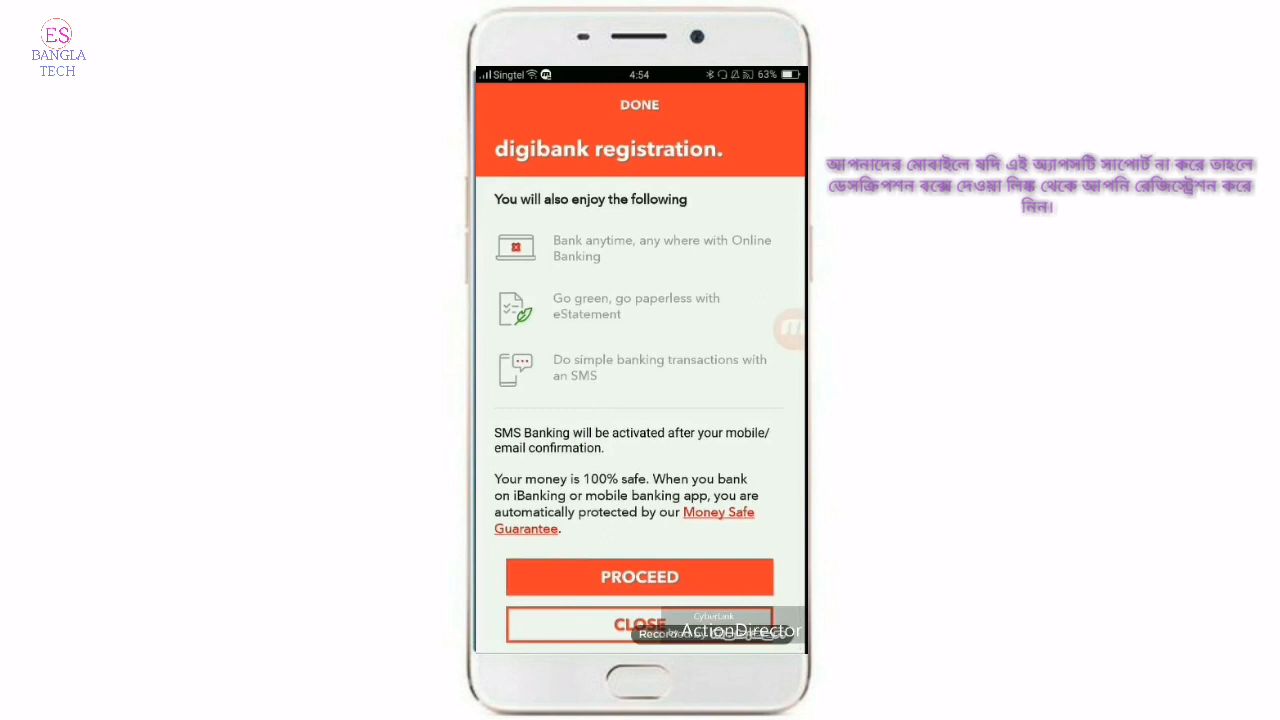 ES
BANGLA
TECH
Singtel 4:54 63%
DONE
digibank registration.
You will also enjoy the following
Bank anytime, any where with Online
Banking
Go green, go paperless with
eStatement
Do simple banking transactions with
an SMS
SMS Banking will be activated after your mobile/
email confirmation.
Your money is 100% safe. When you bank
on iBanking or mobile banking app, you are
automatically protected by our Money Safe
Guarantee.
PROCEED
CLOSE
CyberLink
ActionDirector
আপনাদের মোবাইলে যদি এই অ্যাপসটি সাপোর্ট না করে তাহলে
ডেসক্রিপশন বক্সে দেওয়া লিঙ্ক থেকে আপনি রেজিস্ট্রেশন করে
নিন।